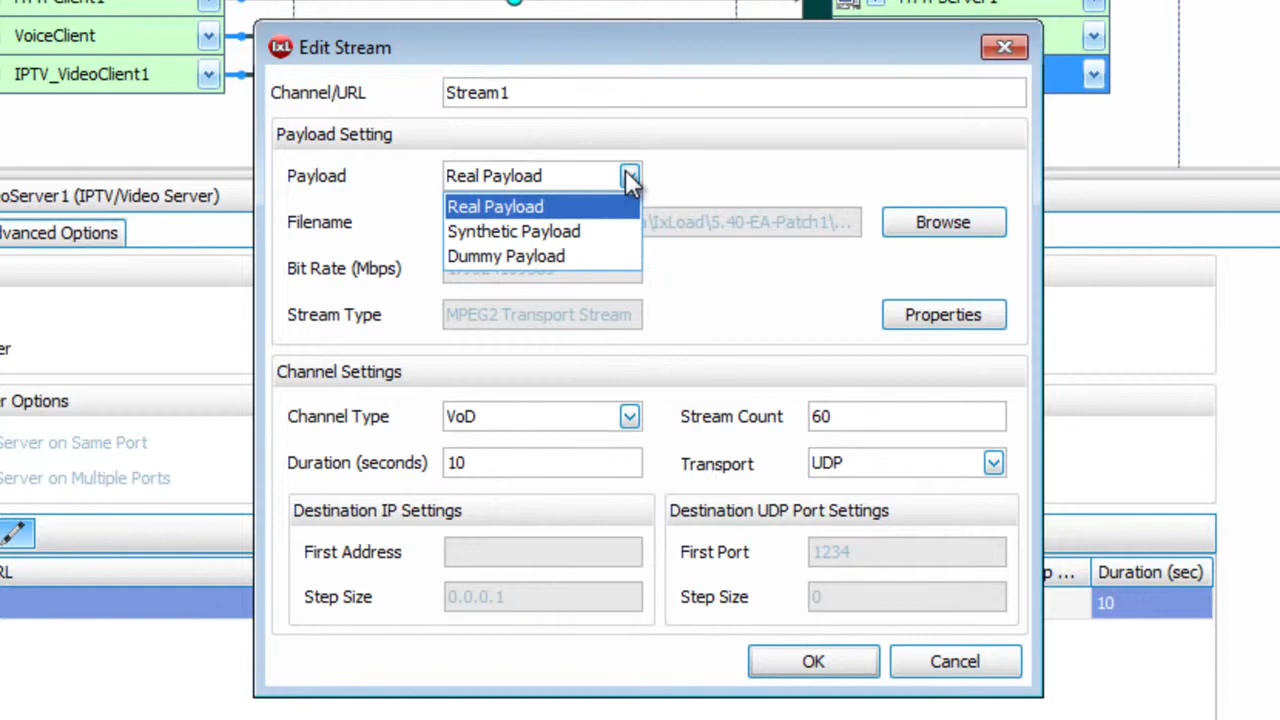 VoiceClient
IPTV_VideoClient1
IxL Edit Stream
Channel/URL Stream1
Payload Setting
Payload Real Payload
Real Payload
Synthetic Payload
Dummy Payload
Filename \IxLoad\5.40-EA-Patch1\... Browse
Bit Rate (Mbps)
Stream Type MPEG2 Transport Stream Properties
Channel Settings
Channel Type VoD Stream Count 60
Duration (seconds) 10 Transport UDP
Destination IP Settings Destination UDP Port Settings
First Address First Port 1234
Step Size 0.0.0.1 Step Size 0
OK Cancel
oServer1 (IPTV/Video Server)
vanced Options
er
r Options
Server on Same Port
Server on Multiple Ports
RL p ... Duration (sec)
10